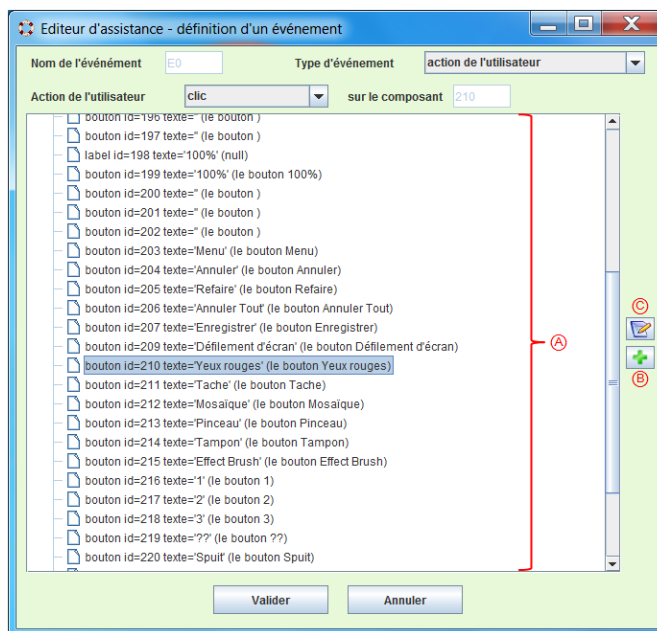 Editeur d'assistance - définition d'un événement
Nom de l'événément E0 Type d'événement action de l'utilisateur
Action de l'utilisateur clic sur le composant 210
bouton id=196 texte='' (le bouton )
bouton id=197 texte='' (le bouton )
label id=198 texte='100%' (null)
bouton id=199 texte='100%' (le bouton 100%)
bouton id=200 texte='' (le bouton )
bouton id=201 texte='' (le bouton )
bouton id=202 texte='' (le bouton )
bouton id=203 texte='Menu' (le bouton Menu)
bouton id=204 texte='Annuler' (le bouton Annuler)
bouton id=205 texte='Refaire' (le bouton Refaire)
bouton id=206 texte='Annuler Tout' (le bouton Annuler Tout)
bouton id=207 texte='Enregistrer' (le bouton Enregistrer)
bouton id=209 texte='Défilement d'écran' (le bouton Défilement d'écran)
bouton id=210 texte='Yeux rouges' (le bouton Yeux rouges)
bouton id=211 texte='Tache' (le bouton Tache)
bouton id=212 texte='Mosaïque' (le bouton Mosaïque)
bouton id=213 texte='Pinceau' (le bouton Pinceau)
bouton id=214 texte='Tampon' (le bouton Tampon)
bouton id=215 texte='Effect Brush' (le bouton Effect Brush)
bouton id=216 texte='1' (le bouton 1)
bouton id=217 texte='2' (le bouton 2)
bouton id=218 texte='3' (le bouton 3)
bouton id=219 texte='??' (le bouton ??)
bouton id=220 texte='Spuit' (le bouton Spuit)
A
C
B
Valider Annuler